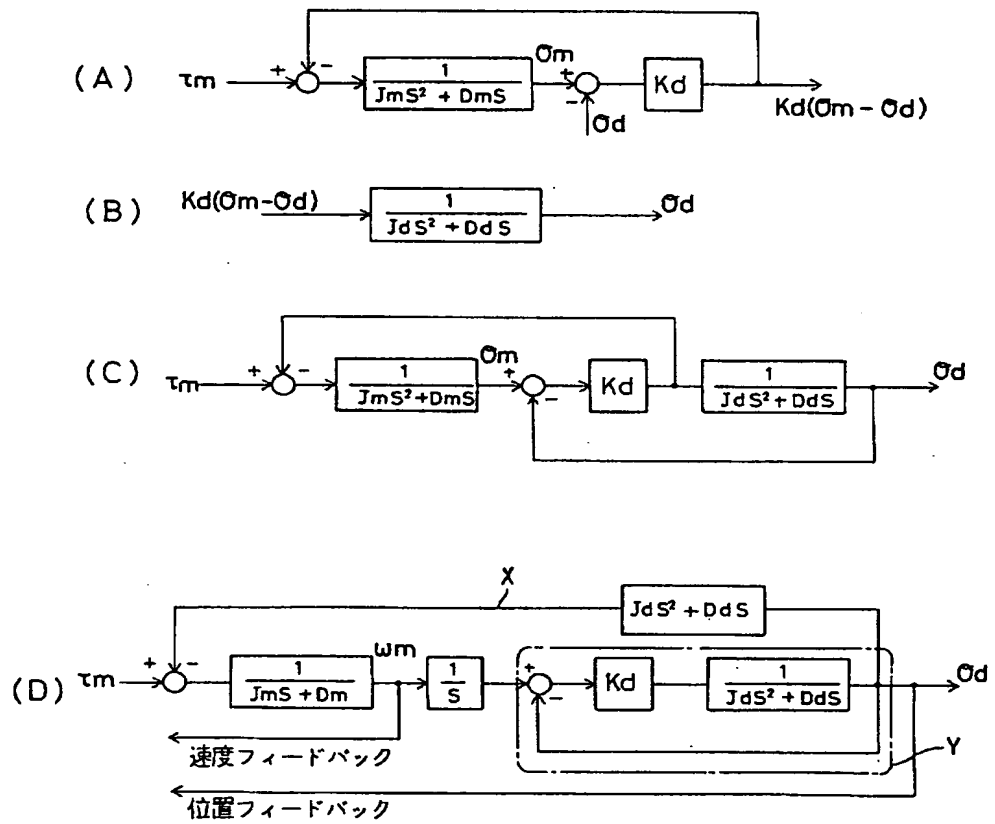 (A) τm + - 1 / JmS² + DmS θm + - θd Kd Kd(θm - θd)
(B) Kd(θm-θd) 1 / JdS² + DdS θd
(C) τm + - 1 / JmS²+DmS θm + - Kd 1 / JdS²+DdS θd
X JdS² + DdS
(D) τm + - 1 / JmS + Dm ωm 1 / S + - Kd 1 / JdS²+DdS θd
速度フィードバック Y
位置フィードバック